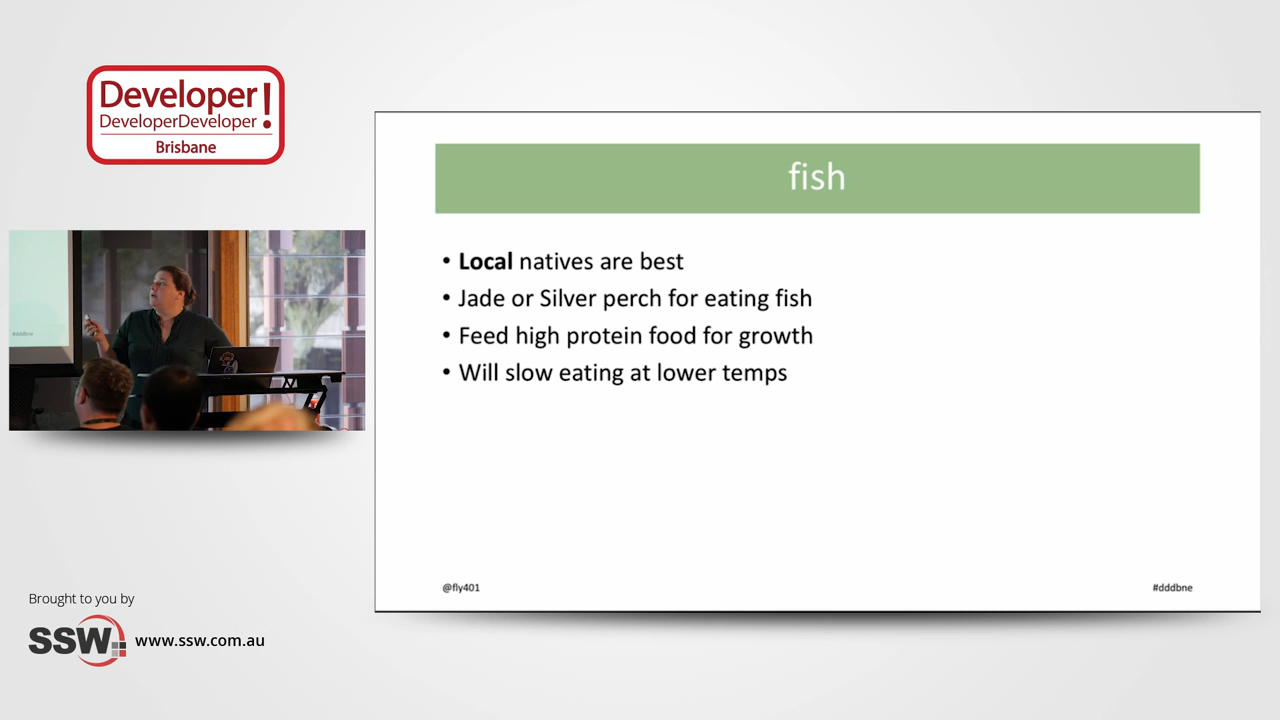 Developer!
DeveloperDeveloper
Brisbane
fish
• Local natives are best
• Jade or Silver perch for eating fish
• Feed high protein food for growth
• Will slow eating at lower temps
@fly401
#dddbne
#dddbne
Brought to you by
SSW
www.ssw.com.au